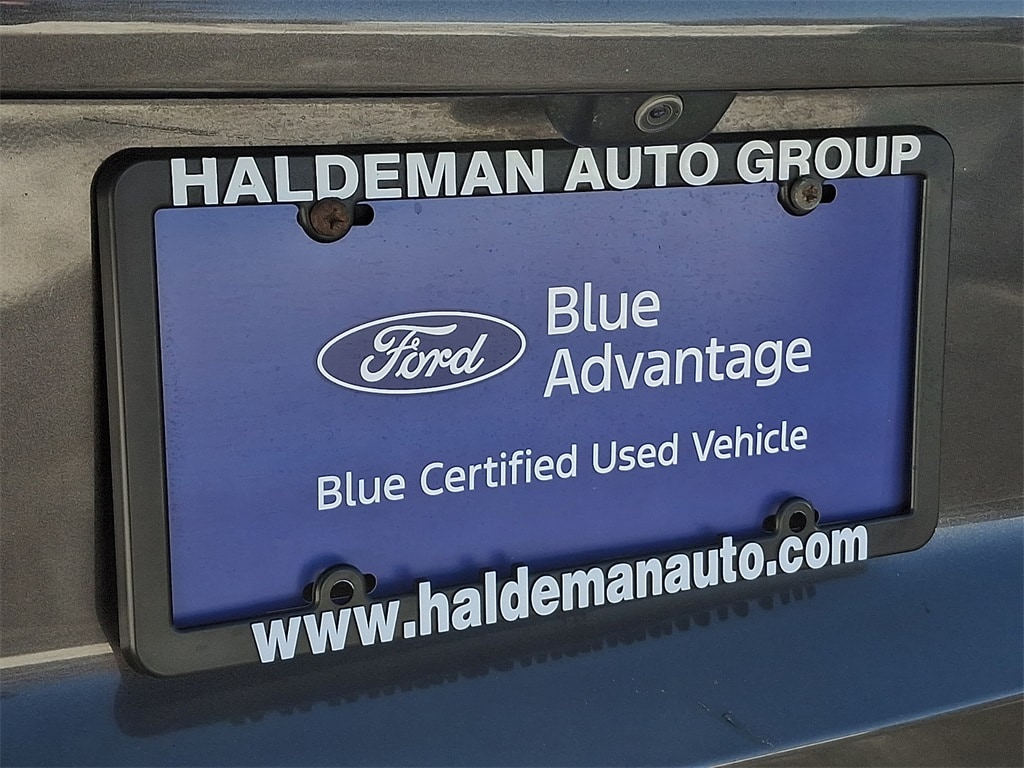 HALDEMAN AUTO GROUP
Ford
Blue
Advantage
Blue Certified Used Vehicle
www.haldemanauto.com